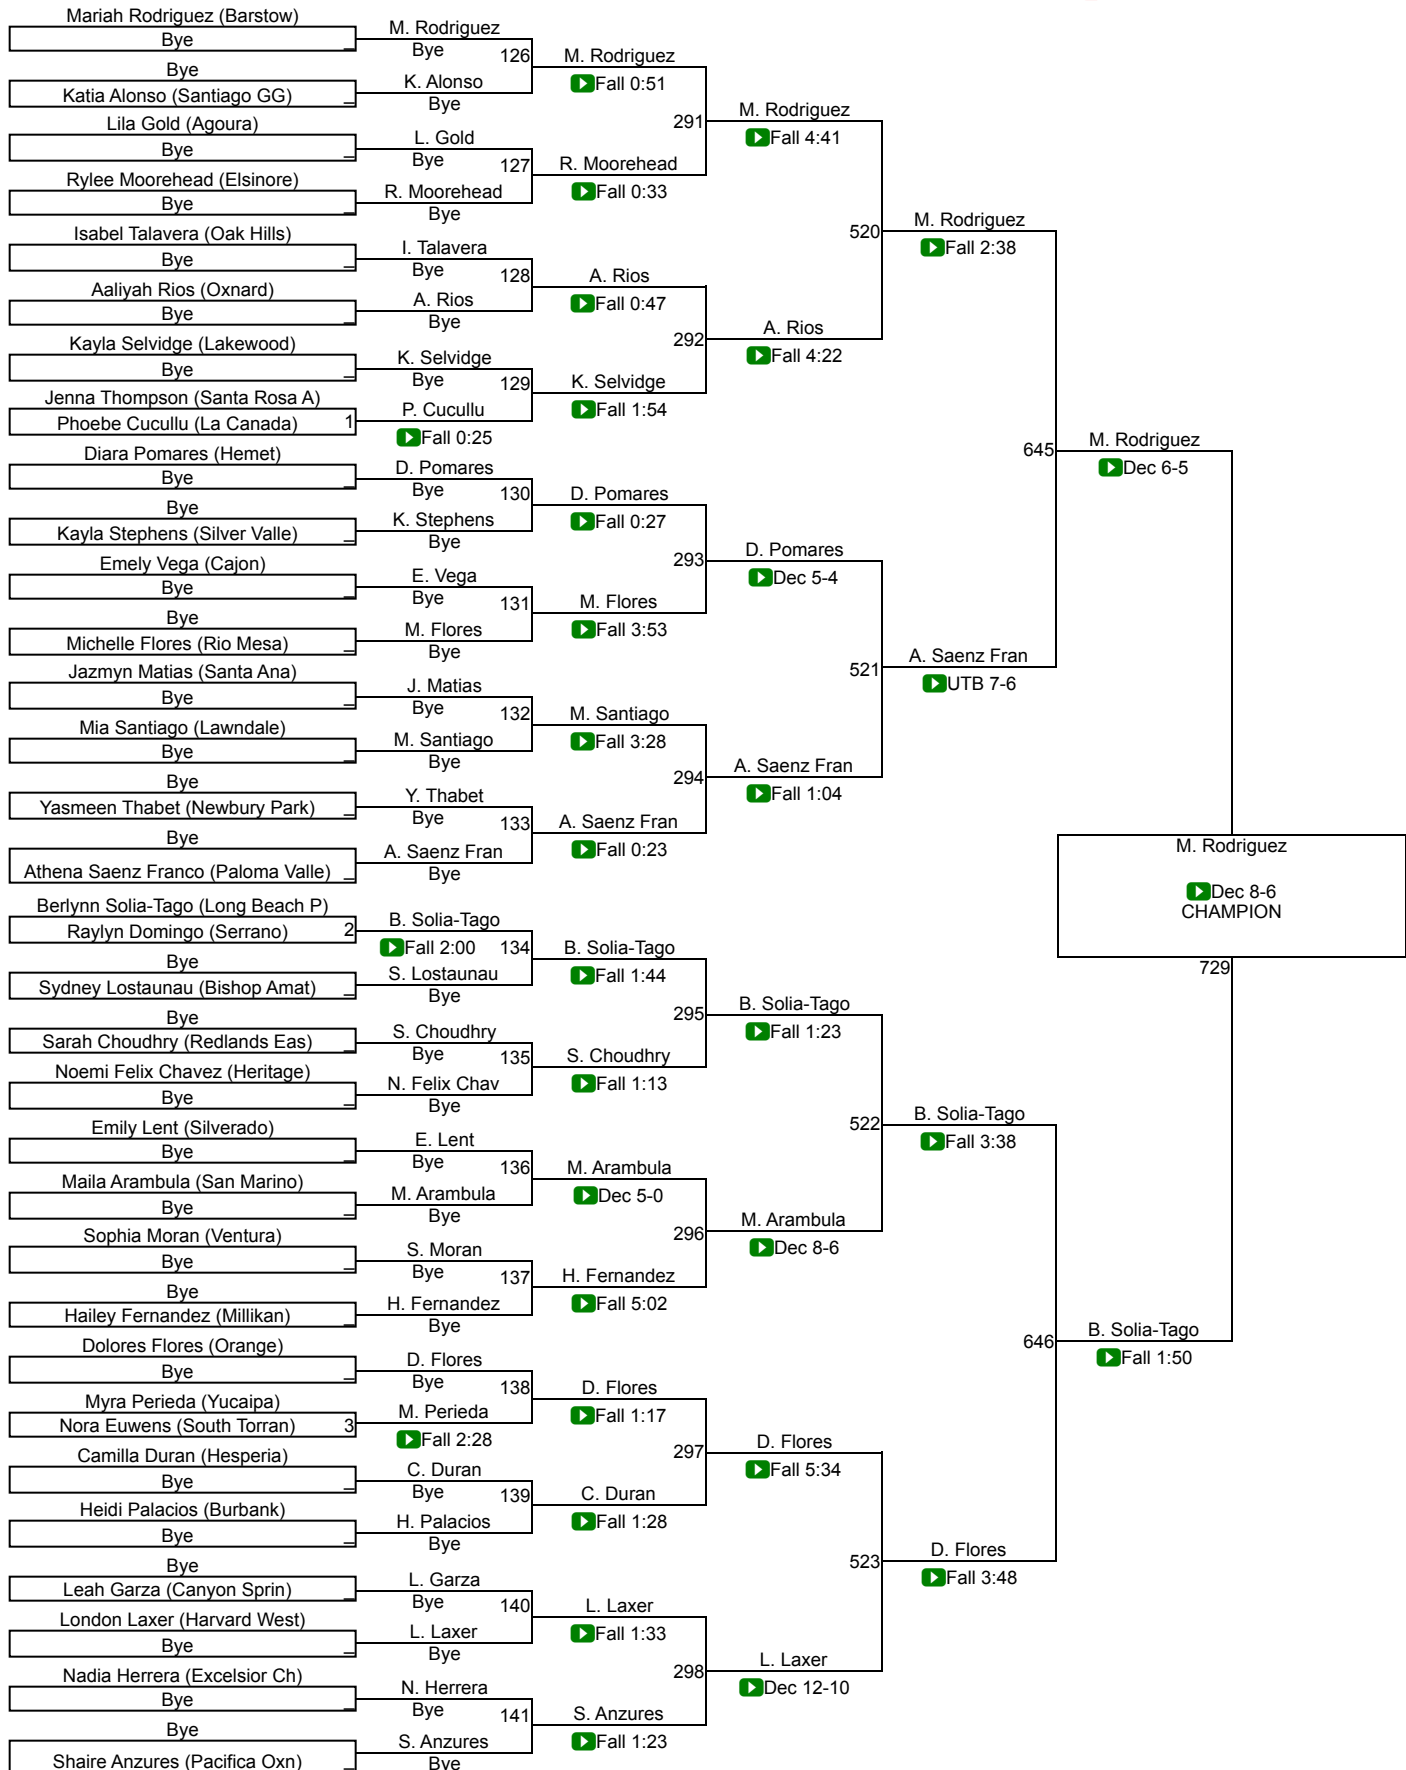 Mariah Rodriguez (Barstow)
Bye
Bye
Katia Alonso (Santiago GG)
Lila Gold (Agoura)
Bye
Rylee Moorehead (Elsinore)
Bye
Isabel Talavera (Oak Hills)
Bye
Aaliyah Rios (Oxnard)
Bye
Kayla Selvidge (Lakewood)
Bye
Jenna Thompson (Santa Rosa A)
Phoebe Cucullu (La Canada) 1
Diara Pomares (Hemet)
Bye
Bye
Kayla Stephens (Silver Valle)
Emely Vega (Cajon)
Bye
Bye
Michelle Flores (Rio Mesa)
Jazmyn Matias (Santa Ana)
Bye
Mia Santiago (Lawndale)
Bye
Bye
Yasmeen Thabet (Newbury Park)
Bye
Athena Saenz Franco (Paloma Valle)
Berlynn Solia-Tago (Long Beach P)
Raylyn Domingo (Serrano) 2
Bye
Sydney Lostaunau (Bishop Amat)
Bye
Sarah Choudhry (Redlands Eas)
Noemi Felix Chavez (Heritage)
Bye
Emily Lent (Silverado)
Bye
Maila Arambula (San Marino)
Bye
Sophia Moran (Ventura)
Bye
Bye
Hailey Fernandez (Millikan)
Dolores Flores (Orange)
Bye
Myra Perieda (Yucaipa)
Nora Euwens (South Torran) 3
Camilla Duran (Hesperia)
Bye
Heidi Palacios (Burbank)
Bye
Bye
Leah Garza (Canyon Sprin)
London Laxer (Harvard West)
Bye
Nadia Herrera (Excelsior Ch)
Bye
Bye
Shaire Anzures (Pacifica Oxn)
M. Rodriguez
Bye 126
K. Alonso
Bye
L. Gold
Bye 127
R. Moorehead
Bye
I. Talavera
Bye 128
A. Rios
Bye
K. Selvidge
Bye 129
P. Cucullu
Fall 0:25
D. Pomares
Bye 130
K. Stephens
Bye
E. Vega
Bye 131
M. Flores
Bye
J. Matias
Bye 132
M. Santiago
Bye
Y. Thabet
Bye 133
A. Saenz Fran
Bye
B. Solia-Tago
Fall 2:00 134
S. Lostaunau
Bye
S. Choudhry
Bye 135
N. Felix Chav
Bye
E. Lent
Bye 136
M. Arambula
Bye
S. Moran
Bye 137
H. Fernandez
Bye
D. Flores
Bye 138
M. Perieda
Fall 2:28
C. Duran
Bye 139
H. Palacios
Bye
L. Garza
Bye 140
L. Laxer
Bye
N. Herrera
Bye 141
S. Anzures
Bye
M. Rodriguez
Fall 0:51
291
R. Moorehead
Fall 0:33
A. Rios
Fall 0:47
292
K. Selvidge
Fall 1:54
D. Pomares
Fall 0:27
293
M. Flores
Fall 3:53
M. Santiago
Fall 3:28
294
A. Saenz Fran
Fall 0:23
B. Solia-Tago
Fall 1:44
295
S. Choudhry
Fall 1:13
M. Arambula
Dec 5-0
296
H. Fernandez
Fall 5:02
D. Flores
Fall 1:17
297
C. Duran
Fall 1:28
L. Laxer
Fall 1:33
298
S. Anzures
Fall 1:23
M. Rodriguez
Fall 4:41
520
A. Rios
Fall 4:22
D. Pomares
Dec 5-4
521
A. Saenz Fran
Fall 1:04
B. Solia-Tago
Fall 1:23
522
M. Arambula
Dec 8-6
D. Flores
Fall 5:34
523
L. Laxer
Dec 12-10
M. Rodriguez
Fall 2:38
645
A. Saenz Fran
UTB 7-6
B. Solia-Tago
Fall 3:38
646
D. Flores
Fall 3:48
M. Rodriguez
Dec 6-5
B. Solia-Tago
Fall 1:50
M. Rodriguez
Dec 8-6
CHAMPION
729